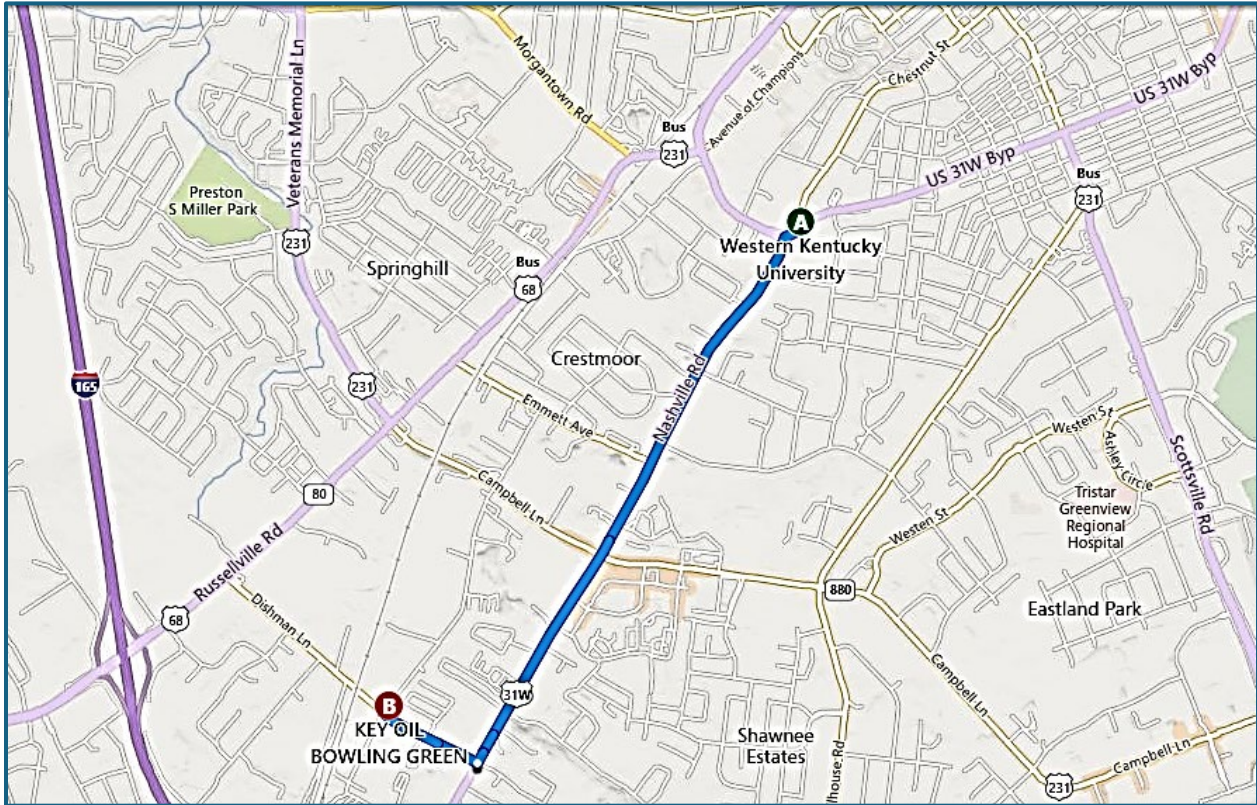 Veterans Memorial Ln
Morgantown Rd
Avenue of Champions
Chestnut St
US 31W Byp
Bus
231
US 31W Byp
Bus
231
Preston
S Miller Park
231
Springhill
Bus
68
A
Western Kentucky
University
165
231
Crestmoor
Nashville Rd
Emmett Ave
Westen St
Ashley Circle
Scottsville Rd
80
Campbell Ln
Tristar
Greenview
Regional
Hospital
Westen St
Russellville Rd
880
Dishman Ln
68
Eastland Park
Campbell Ln
31W
B
KEY OIL
BOWLING GREEN
Shawnee
Estates
lhouse Rd
Campbell Ln
231